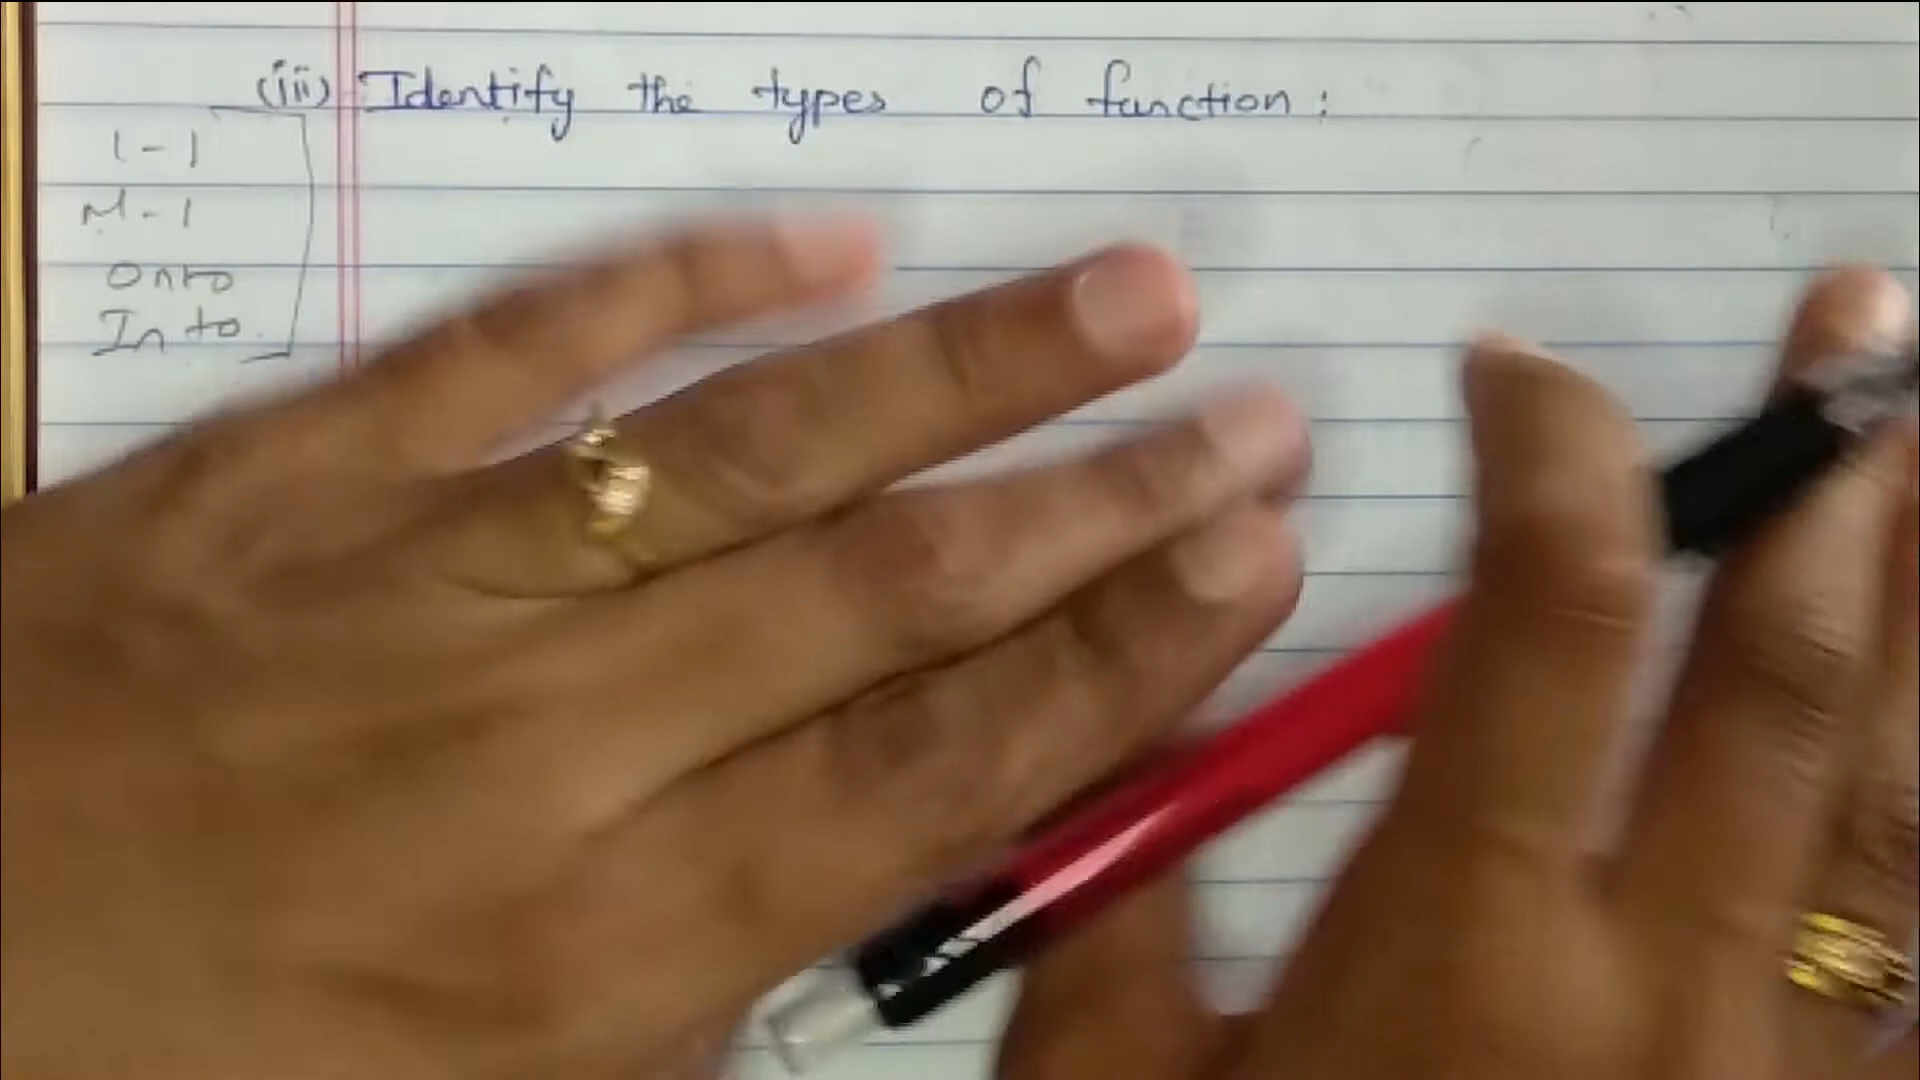 (iii) Identify the types of function:
1-1
M-1
Onto
Into.